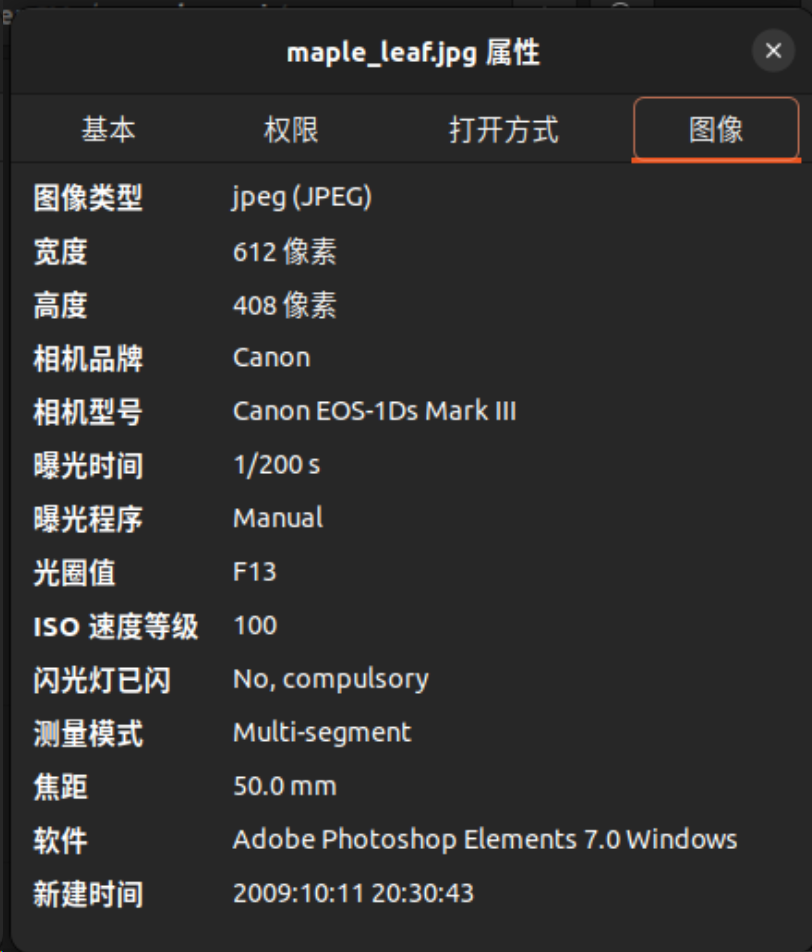 maple_leaf.jpg 属性
基本 权限 打开方式 图像
图像类型 jpeg (JPEG)
宽度 612 像素
高度 408 像素
相机品牌 Canon
相机型号 Canon EOS-1Ds Mark III
曝光时间 1/200 s
曝光程序 Manual
光圈值 F13
ISO 速度等级 100
闪光灯已闪 No, compulsory
测量模式 Multi-segment
焦距 50.0 mm
软件 Adobe Photoshop Elements 7.0 Windows
新建时间 2009:10:11 20:30:43